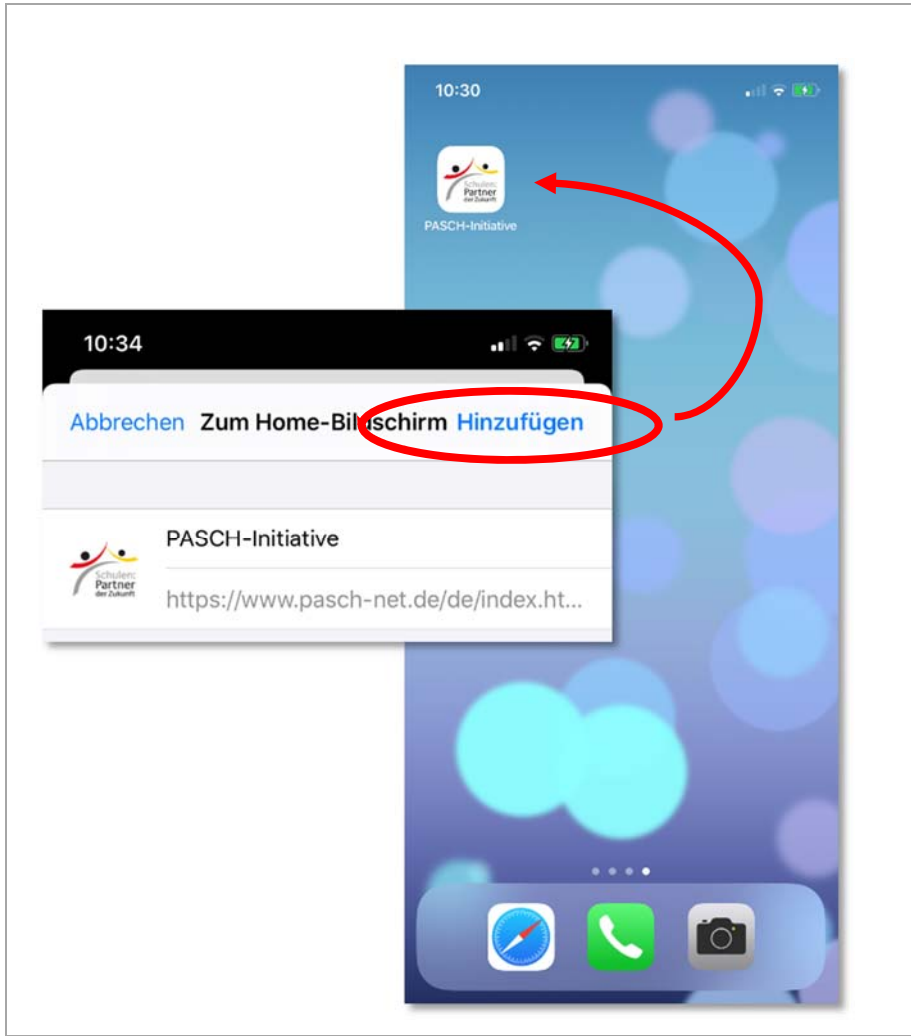 10:30
Schulen:
Partner
der Zukunft
PASCH-Initiative
10:34
Abbrechen Zum Home-Bildschirm Hinzufügen
PASCH-Initiative
Schulen:
Partner
der Zukunft
https://www.pasch-net.de/de/index.ht...